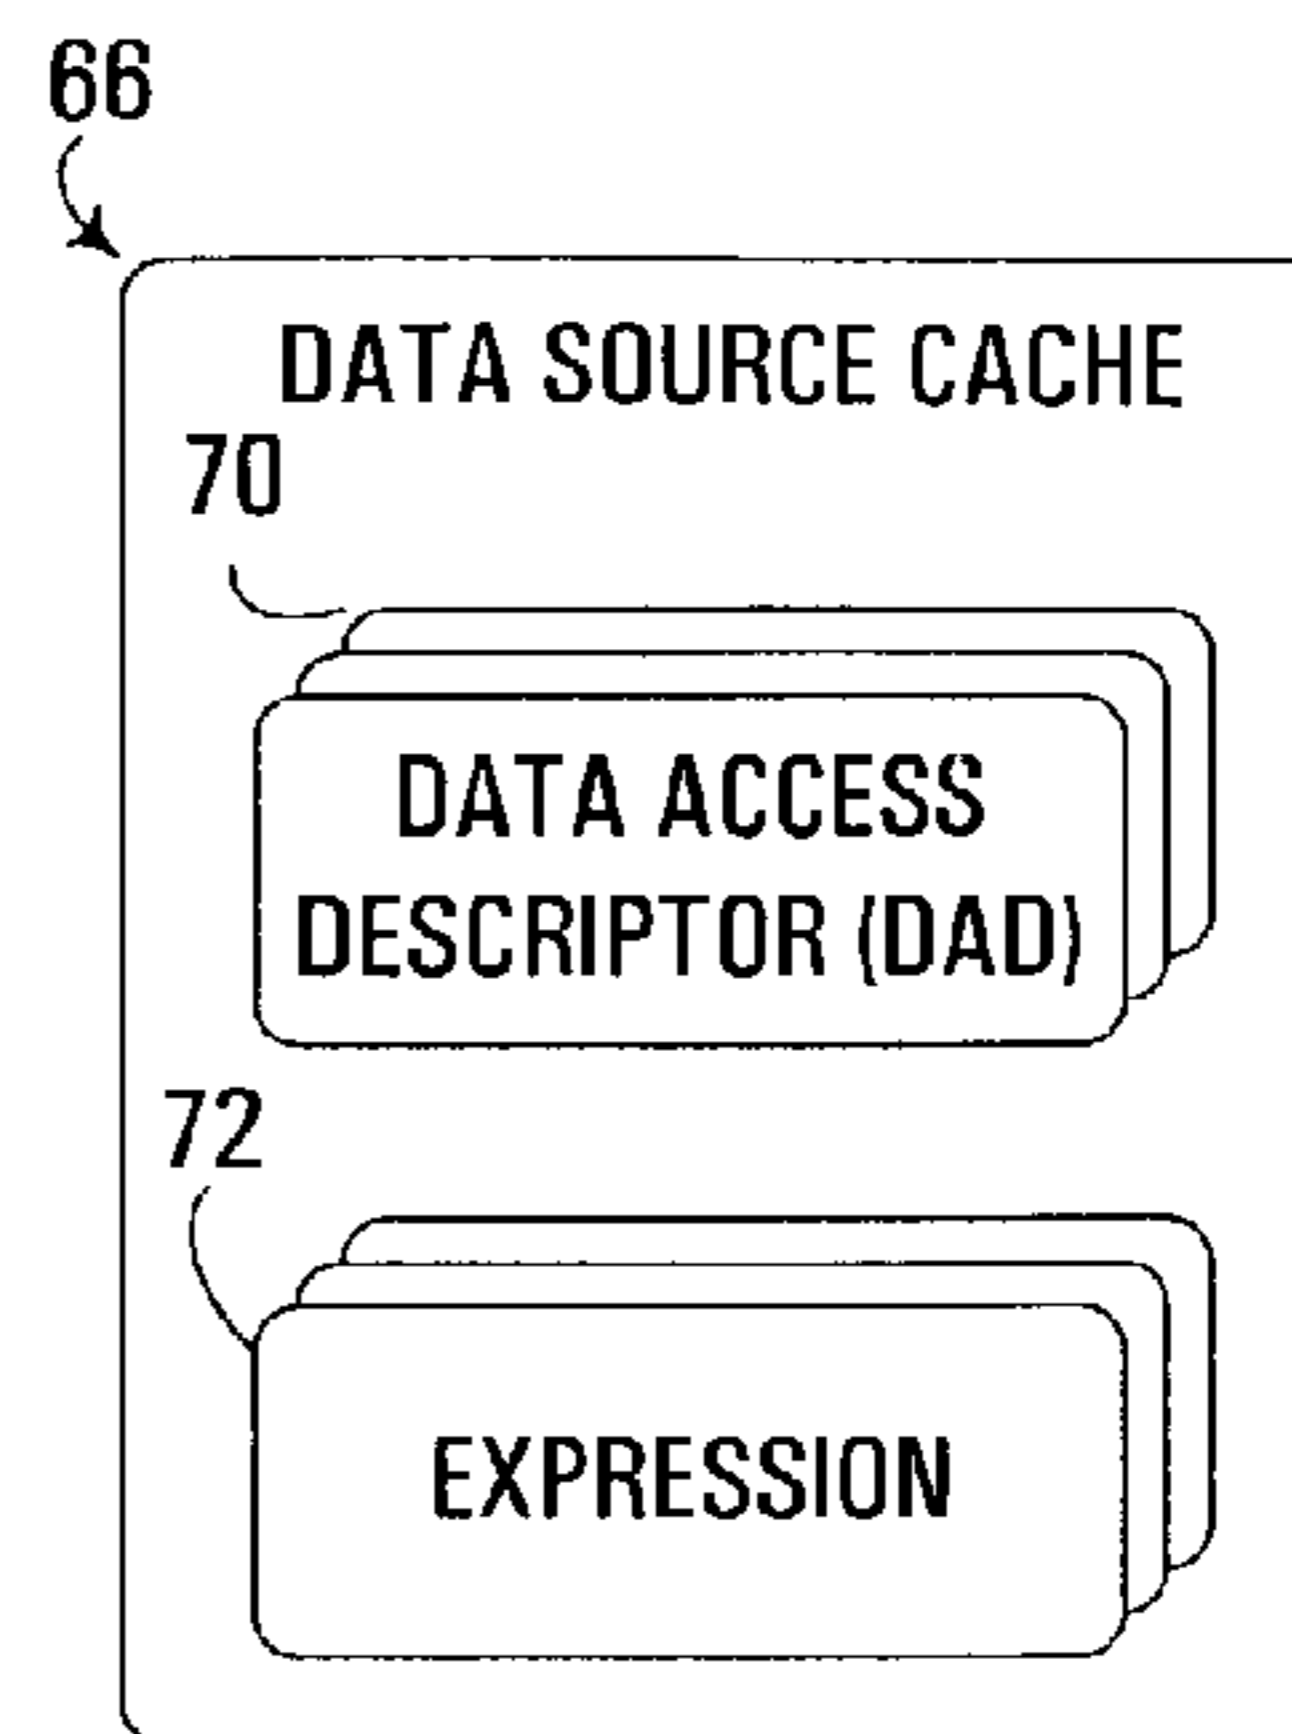 66
DATA SOURCE CACHE
70
DATA ACCESS
DESCRIPTOR (DAD)
72
EXPRESSION